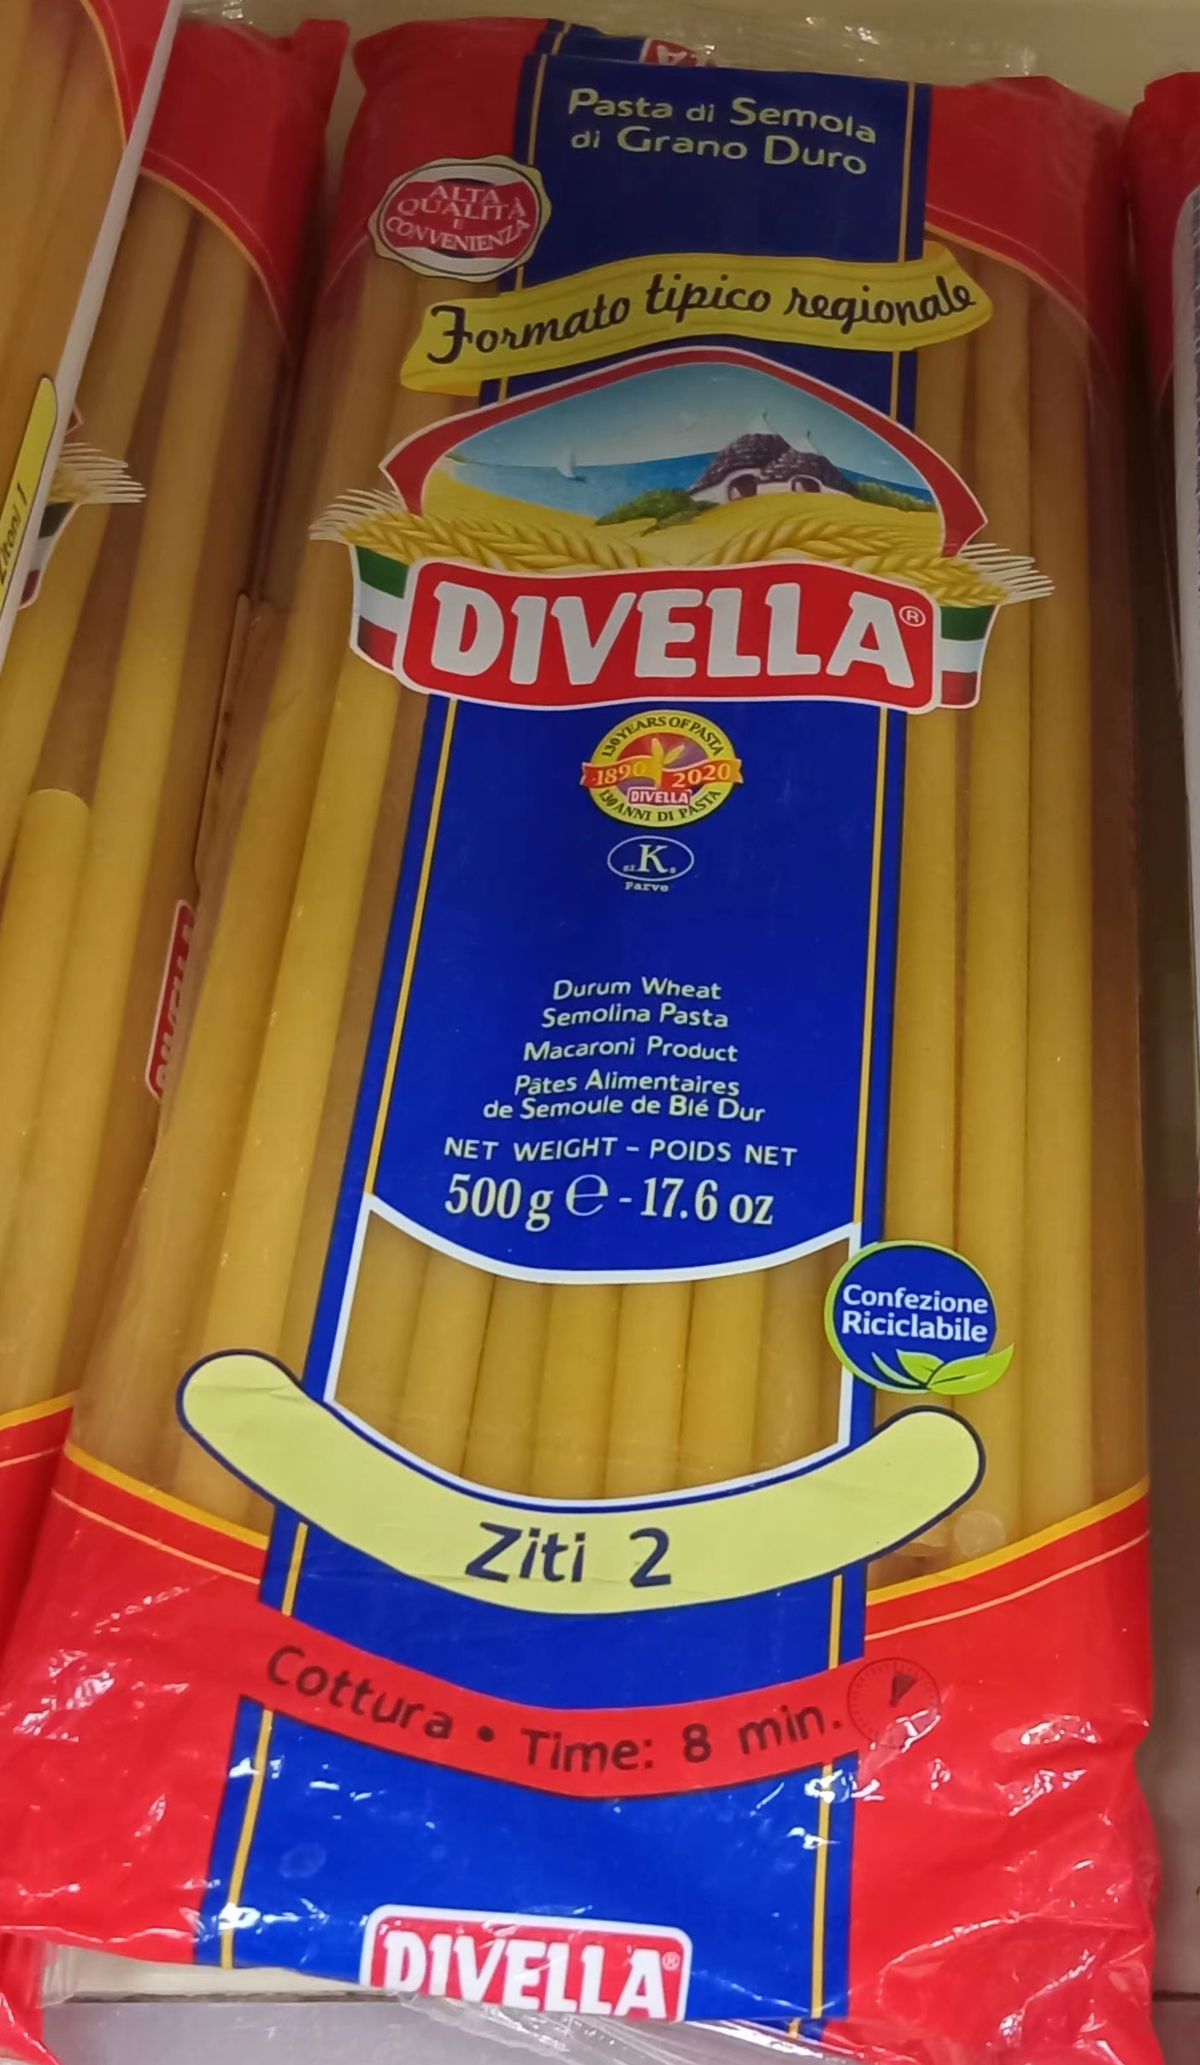 Pasta di Semola
di Grano Duro
ALTA
QUALITÀ
E
CONVENIENZA
Formato tipico regionale
DIVELLA®
130 YEARS OF PASTA
1890 2020
DIVELLA
130 ANNI DI PASTA
K
Parve
Durum Wheat
Semolina Pasta
Macaroni Product
Pâtes Alimentaires
de Semoule de Blé Dur
NET WEIGHT - POIDS NET
500 g e - 17.6 oz
Confezione
Riciclabile
Ziti 2
Cottura • Time: 8 min.
DIVELLA®